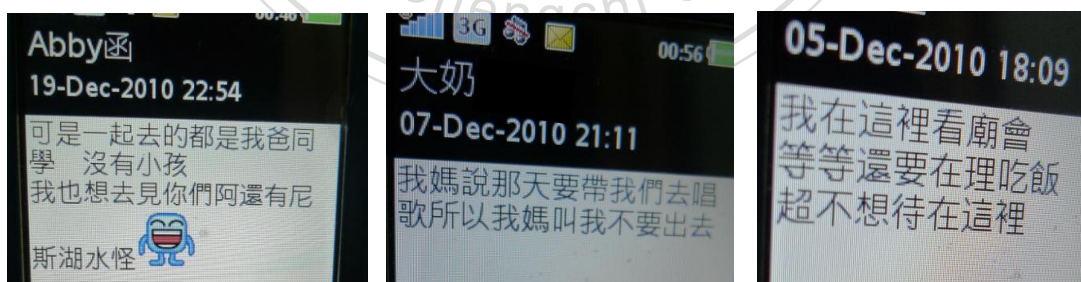 Abby函
19-Dec-2010 22:54
可是一起去的都是我爸同
學 沒有小孩
我也想去見你們阿還有尼
斯湖水怪
3G
00:56
大奶
07-Dec-2010 21:11
我媽說那天要帶我們去唱
歌所以我媽叫我不要出去
05-Dec-2010 18:09
我在這裡看廟會
等等還要在理吃飯
超不想待在這裡